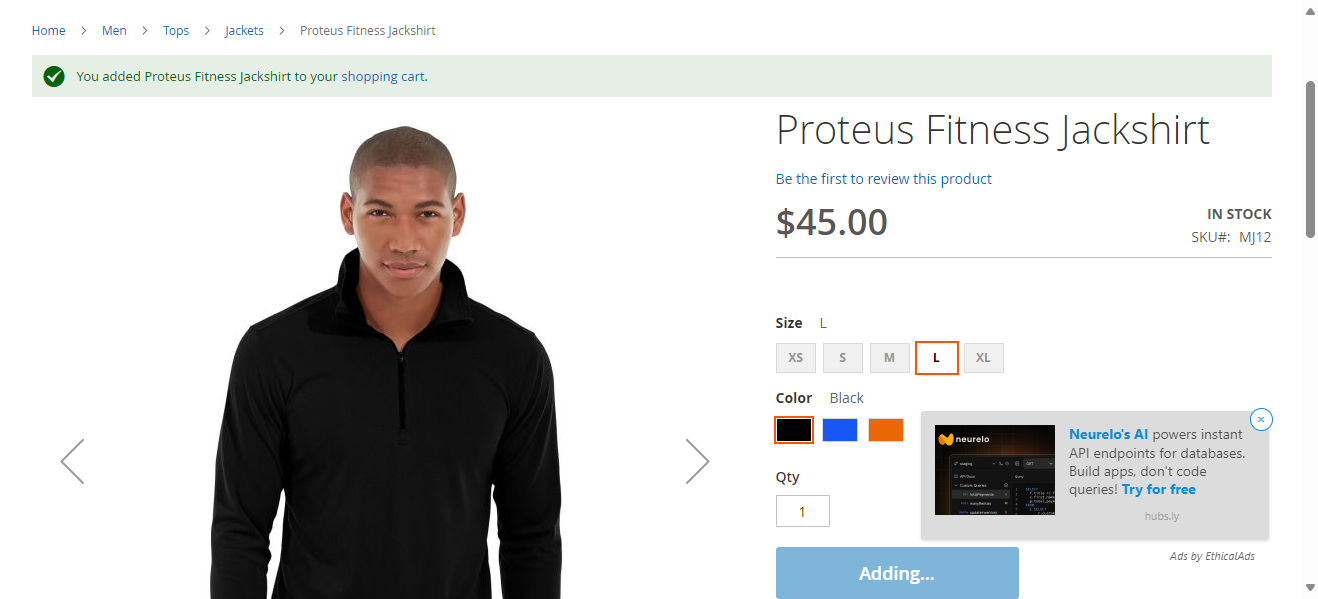 Home > Men > Tops > Jackets > Proteus Fitness Jackshirt
You added Proteus Fitness Jackshirt to your shopping cart.
Proteus Fitness Jackshirt
Be the first to review this product
$45.00
IN STOCK
SKU#: MJ12
Size L
XS S M L XL
Color Black
Qty
1
Adding...
neurelo
Neurelo's AI powers instant
API endpoints for databases.
Build apps, don't code
queries! Try for free
hubs.ly
Ads by EthicalAds